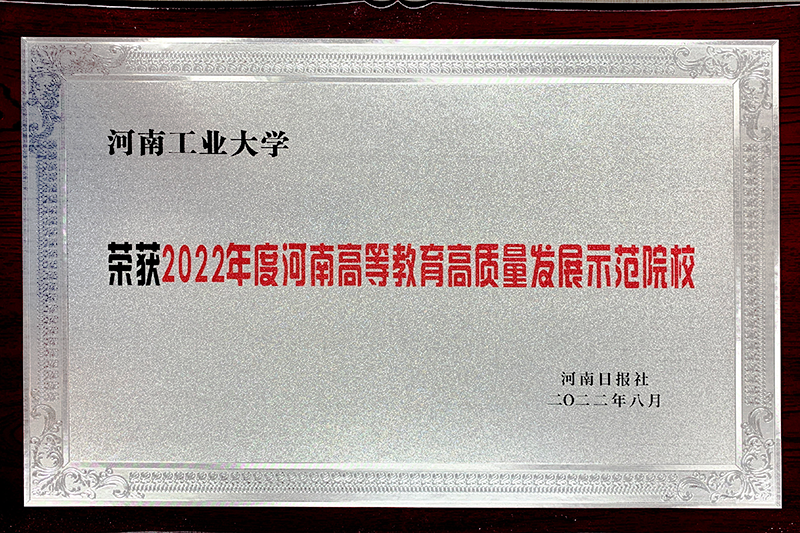 河南工业大学
荣获2022年度河南高等教育高质量发展示范院校
河南日报社
二〇二二年八月